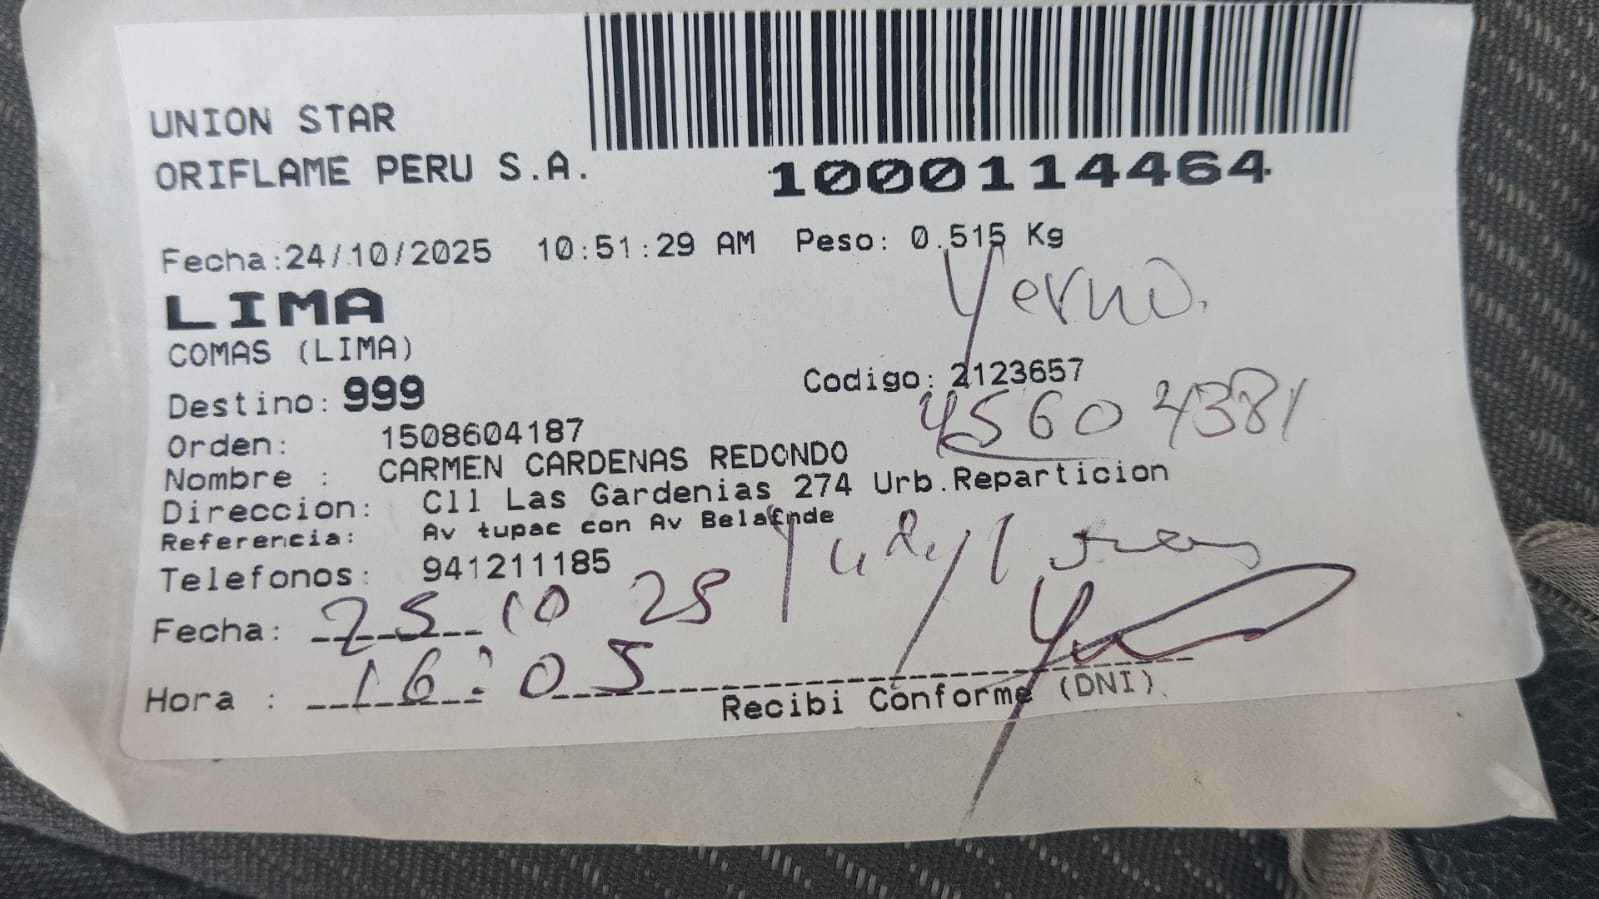 UNION STAR
ORIFLAME PERU S.A.
1000114464
Fecha:24/10/2025 10:51:29 AM Peso: 0.515 Kg
Yerno.
LIMA
COMAS (LIMA)
Destino: 999
Codigo: 2123657
Orden: 1508604187
Nombre : CARMEN CARDENAS REDONDO
Direccion: Cll Las Gardenias 274 Urb.Reparticion
Referencia: Av tupac con Av Belaunde
Telefonos: 941211185
Fecha: 25 10 25
Hora : 16:05
Recibi Conforme (DNI)